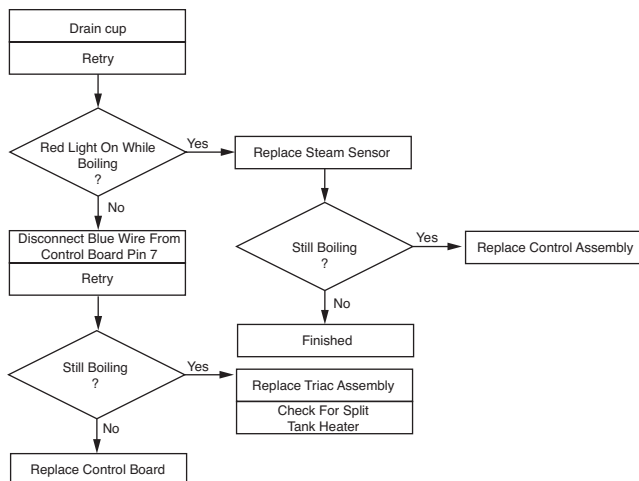 Drain cup
Retry
Red Light On While
Boiling
?
Yes
Replace Steam Sensor
No
Disconnect Blue Wire From
Control Board Pin 7
Retry
Still Boiling
?
Yes
Replace Control Assembly
No
Finished
Still Boiling
?
Yes
Replace Triac Assembly
Check For Split
Tank Heater
No
Replace Control Board